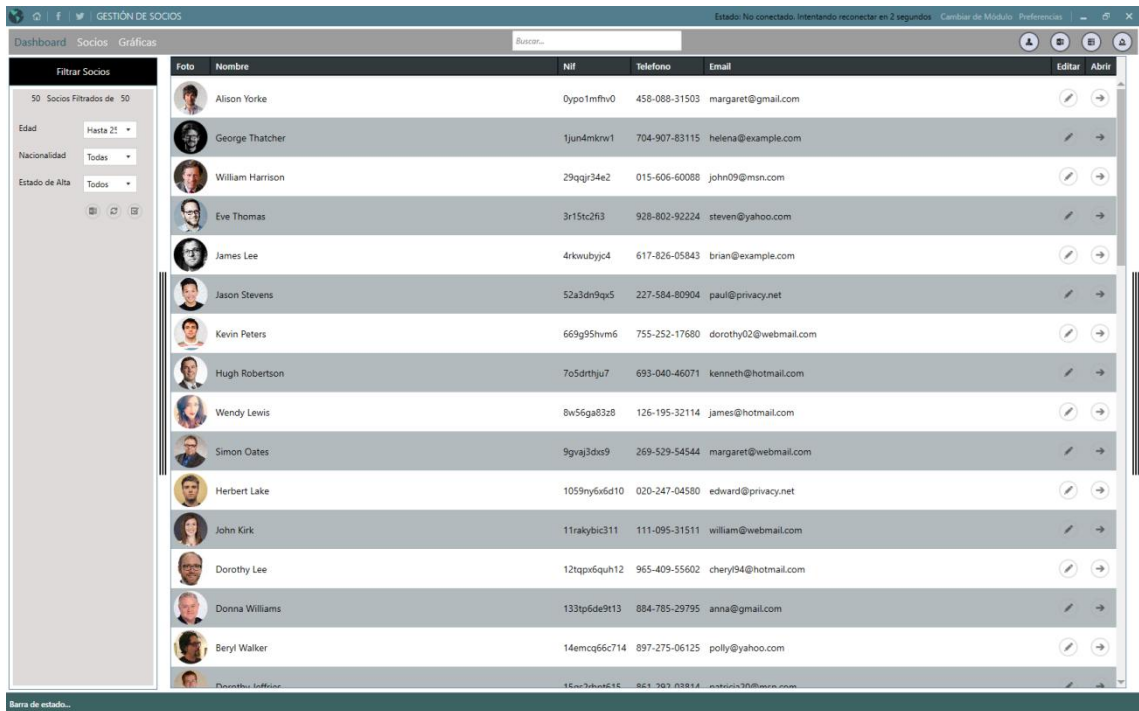 GESTIÓN DE SOCIOS Estado: No conectado. Intentando reconectar en 2 segundos Cambiar de Módulo Preferencias
Dashboard Socios Gráficas Buscar...
Filtrar Socios
50 Socios Filtrados de 50
Edad Hasta 25
Nacionalidad Todas
Estado de Alta Todos
Foto Nombre Nif Telefono Email Editar Abrir
Alison Yorke 0ypo1mfhv0 458-088-31503 margaret@gmail.com
George Thatcher 1jun4mkrw1 704-907-83115 helena@example.com
William Harrison 29qqjr34e2 015-606-60088 john09@msn.com
Eve Thomas 3r15tc2fi3 928-802-92224 steven@yahoo.com
James Lee 4rkwubyjc4 617-826-05843 brian@example.com
Jason Stevens 52a3dn9qx5 227-584-80904 paul@privacy.net
Kevin Peters 669g95hvm6 755-252-17680 dorothy02@webmail.com
Hugh Robertson 7o5drthju7 693-040-46071 kenneth@hotmail.com
Wendy Lewis 8w56ga83z8 126-195-32114 james@hotmail.com
Simon Oates 9gvaj3dxs9 269-529-54544 margaret@webmail.com
Herbert Lake 1059ny6x6d10 020-247-04580 edward@privacy.net
John Kirk 11rakybic311 111-095-31511 william@webmail.com
Dorothy Lee 12tqpx6quh12 965-409-55602 cheryl94@hotmail.com
Donna Williams 133tp6de9t13 884-785-29795 anna@gmail.com
Beryl Walker 14emcq66c714 897-275-06125 polly@yahoo.com
Dorothy 861-292-03814 patricia20@msn.com
Barra de estado...